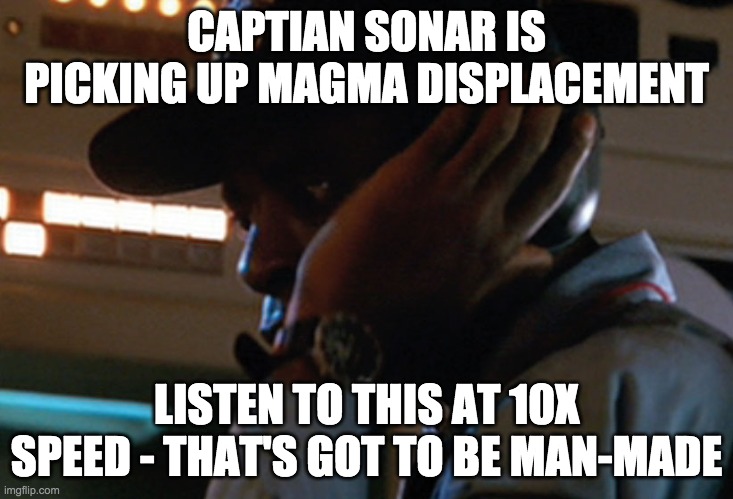 CAPTIAN SONAR IS
PICKING UP MAGMA DISPLACEMENT
LISTEN TO THIS AT 10X
SPEED - THAT'S GOT TO BE MAN-MADE
imgflip.com